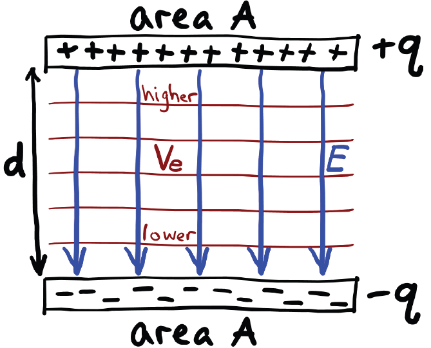 area A
+ + + + + + + + + + + + +q
d
higher
Ve
E
lower
- - - - - - - - - - - - -q
area A